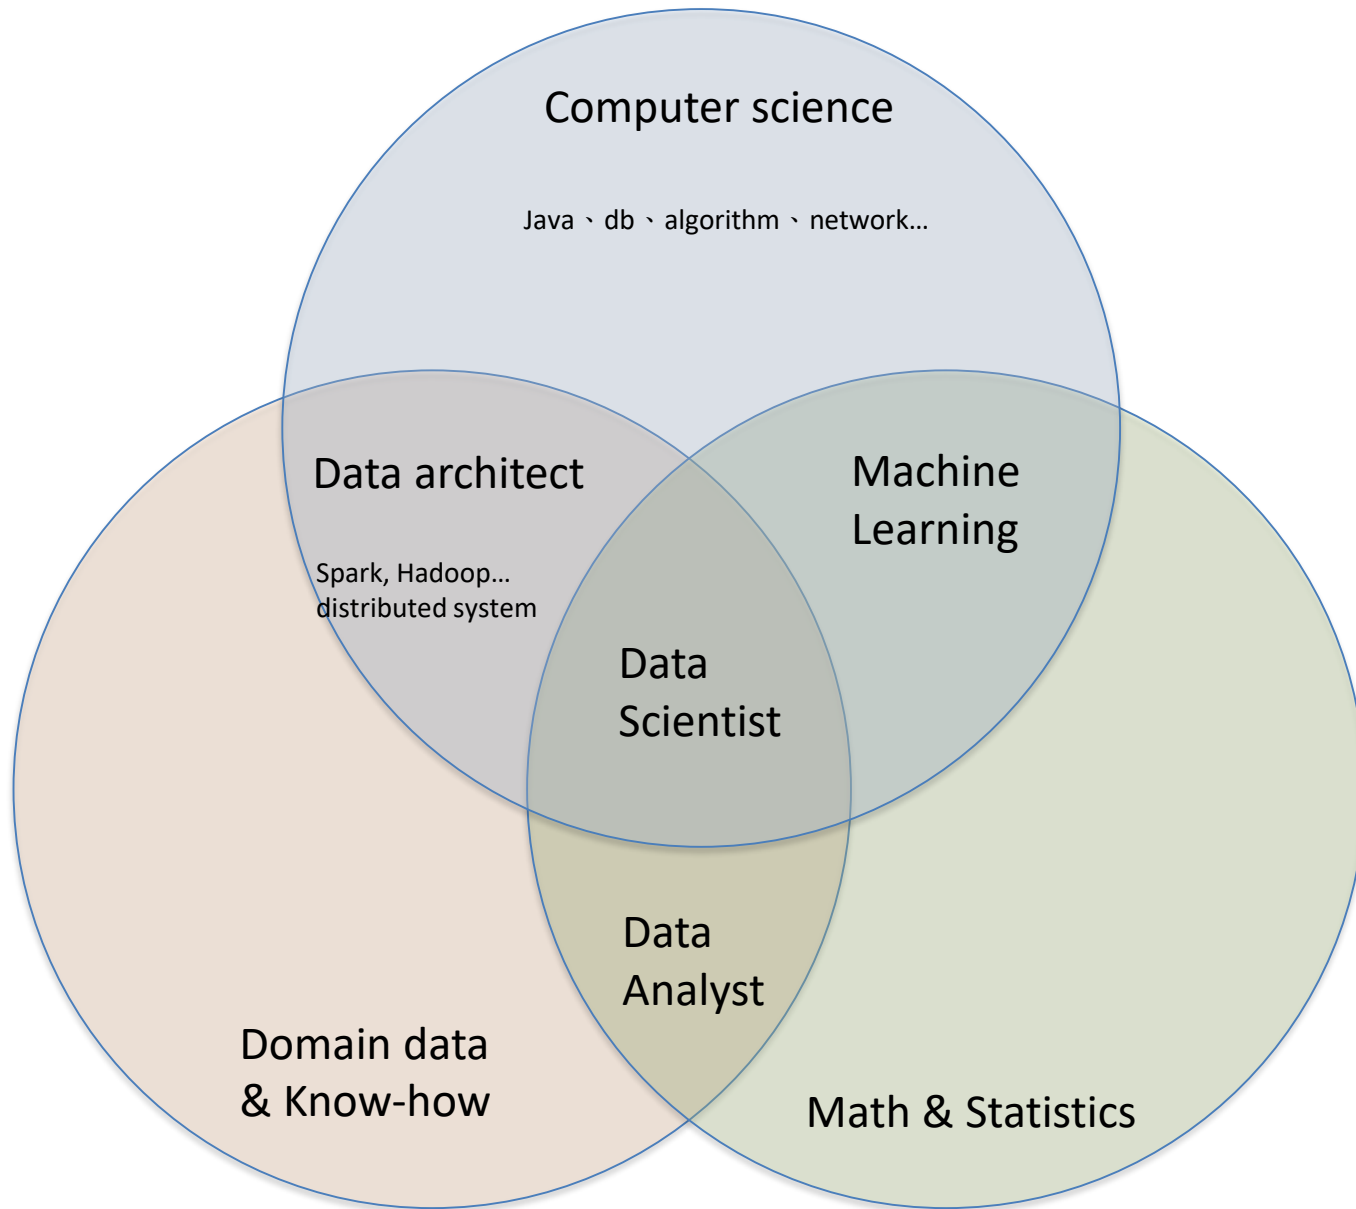 Computer science
Java、db、algorithm、network…
Data architect
Machine
Learning
Spark, Hadoop…
distributed system
Data
Scientist
Data
Analyst
Domain data
& Know-how
Math & Statistics